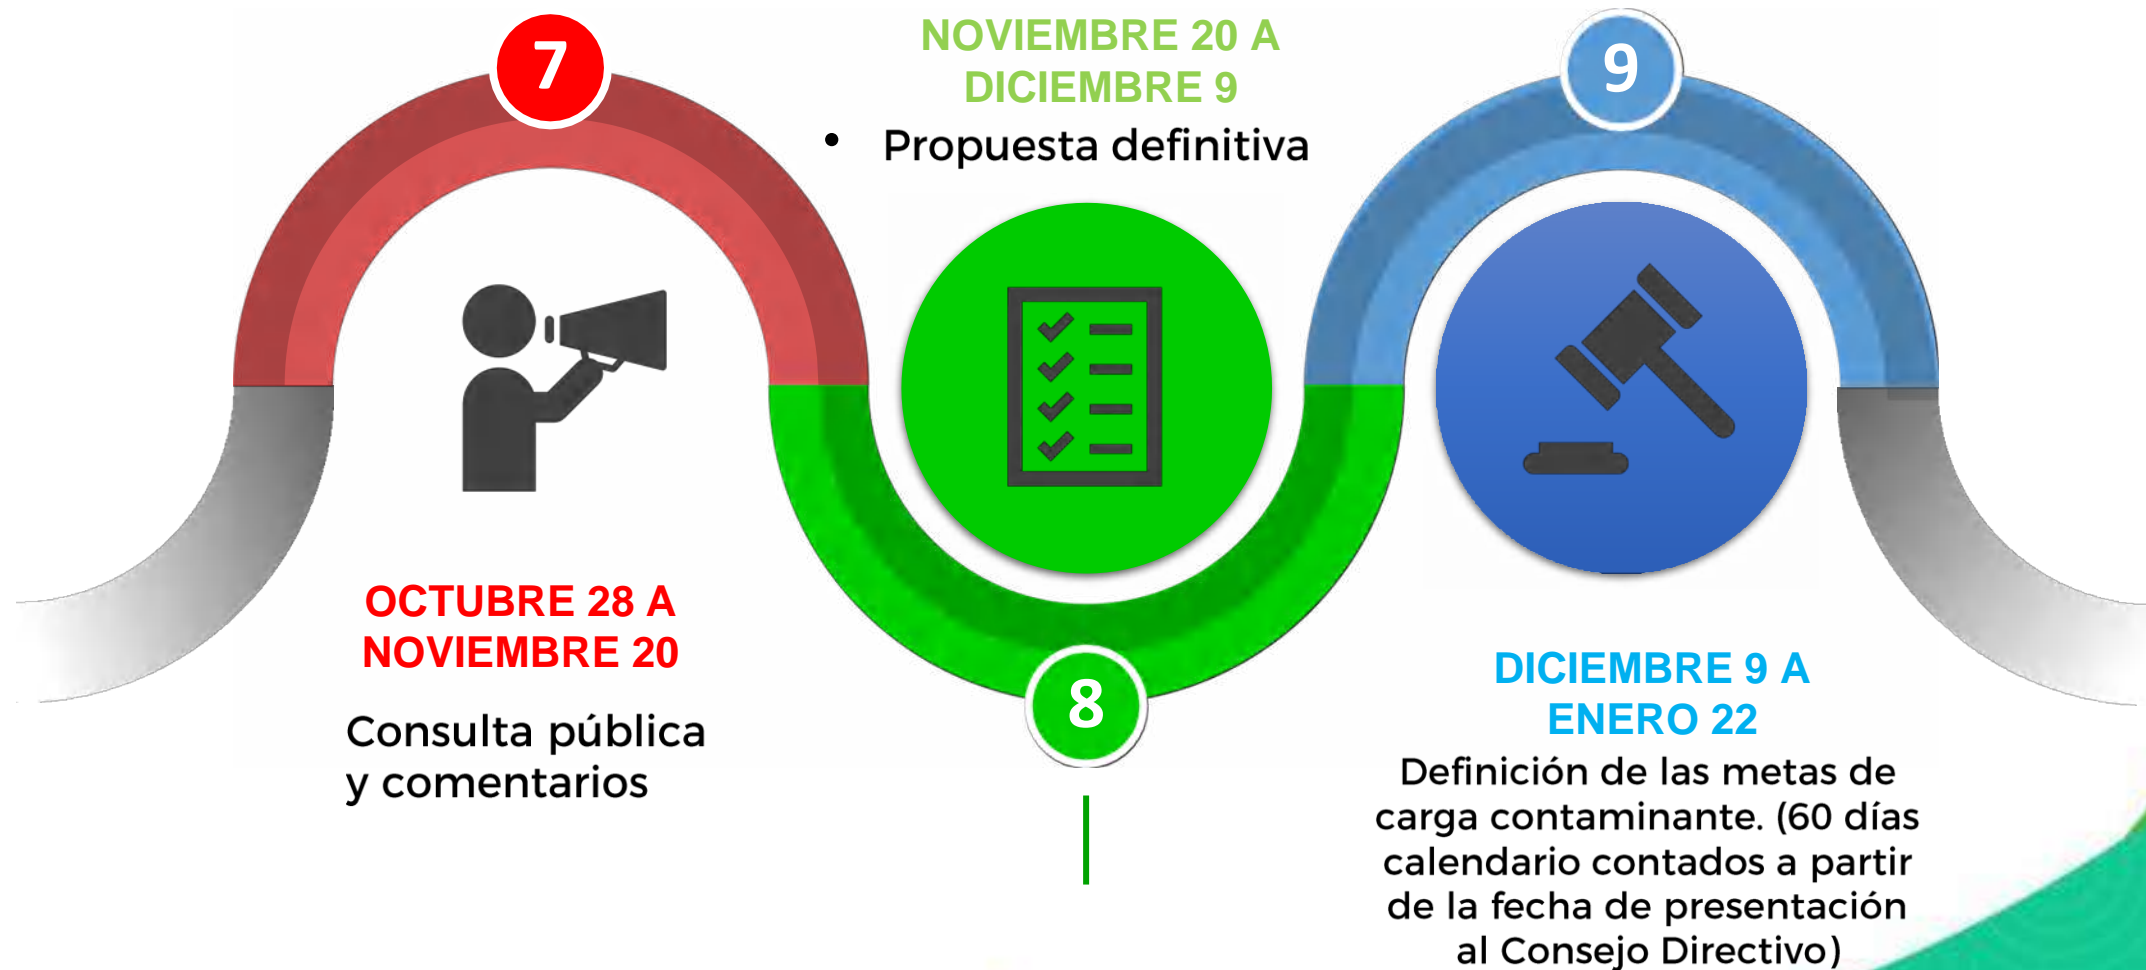 7
OCTUBRE 28 A
NOVIEMBRE 20
Consulta pública
y comentarios
NOVIEMBRE 20 A
DICIEMBRE 9
• Propuesta definitiva
8
9
DICIEMBRE 9 A
ENERO 22
Definición de las metas de
carga contaminante. (60 días
calendario contados a partir
de la fecha de presentación
al Consejo Directivo)